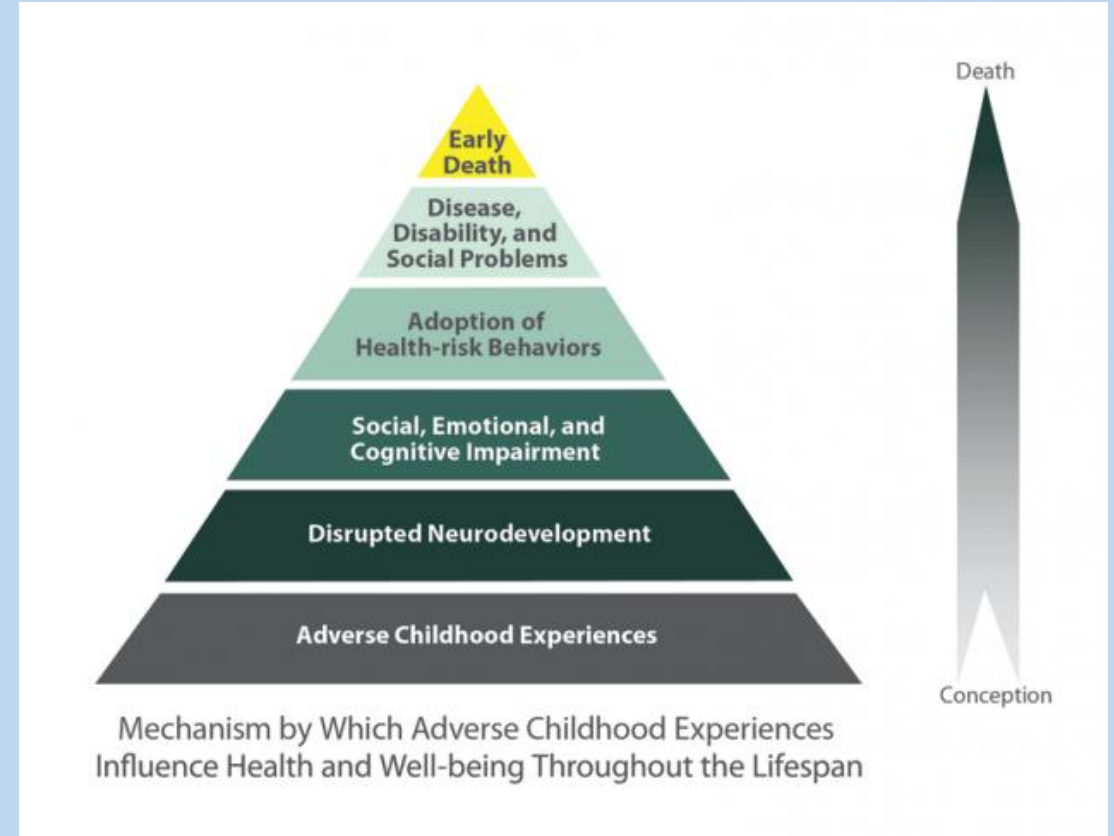 Death
Early
Death
Disease,
Disability, and
Social Problems
Adoption of
Health-risk Behaviors
Social, Emotional, and
Cognitive Impairment
Disrupted Neurodevelopment
Adverse Childhood Experiences
Conception
Mechanism by Which Adverse Childhood Experiences
Influence Health and Well-being Throughout the Lifespan